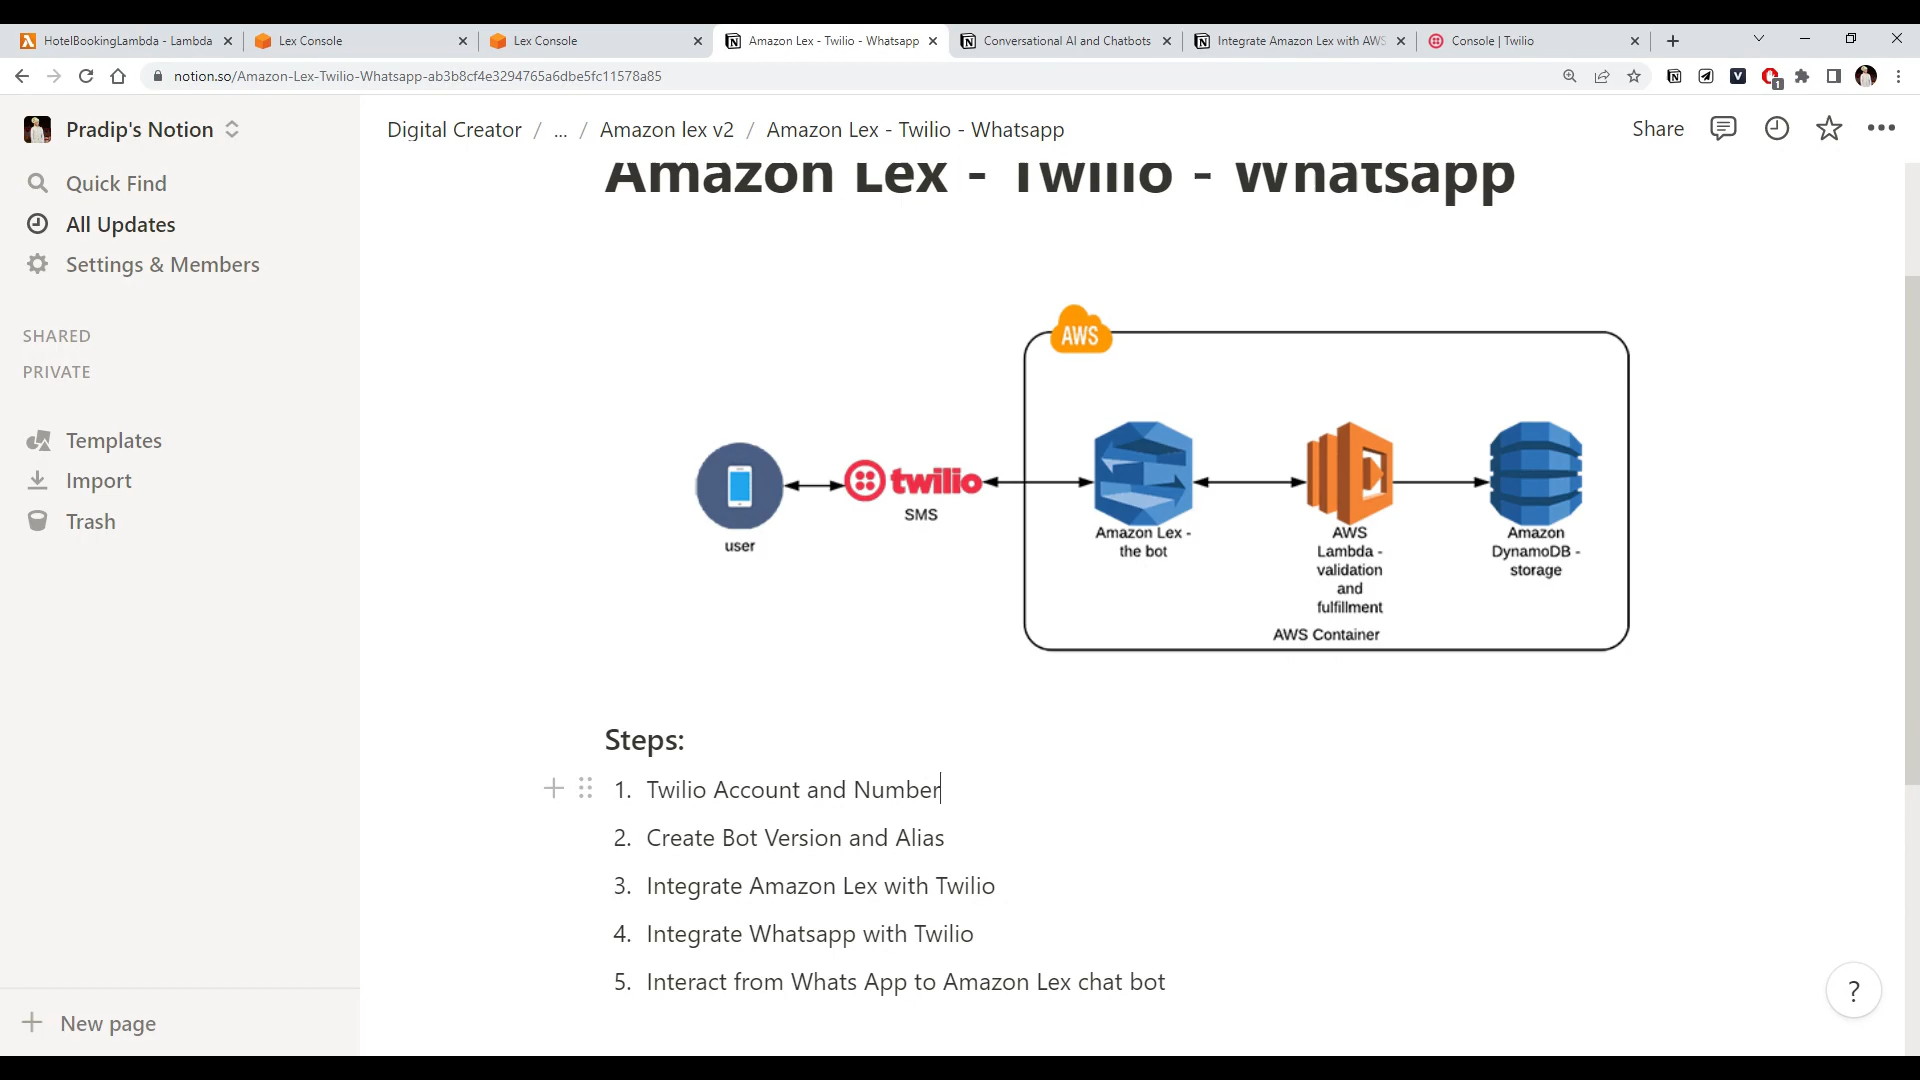 HotelBookingLambda - Lambda
Lex Console
Lex Console
Amazon Lex - Twilio - Whatsapp
Conversational AI and Chatbots
Integrate Amazon Lex with AWS
Console | Twilio
notion.so/Amazon-Lex-Twilio-Whatsapp-ab3b8cf4e3294765a6dbe5fc11578a85
1
Pradip's Notion
Digital Creator / ... / Amazon lex v2 / Amazon Lex - Twilio - Whatsapp
Share
Quick Find
All Updates
Settings & Members
SHARED
PRIVATE
Templates
Import
Trash
New page
Amazon Lex - Twilio - Whatsapp
AWS
user
twilio
SMS
Amazon Lex -
the bot
AWS
Lambda -
validation
and
fulfillment
Amazon
DynamoDB -
storage
AWS Container
Steps:
1. Twilio Account and Number
2. Create Bot Version and Alias
3. Integrate Amazon Lex with Twilio
4. Integrate Whatsapp with Twilio
5. Interact from Whats App to Amazon Lex chat bot
?